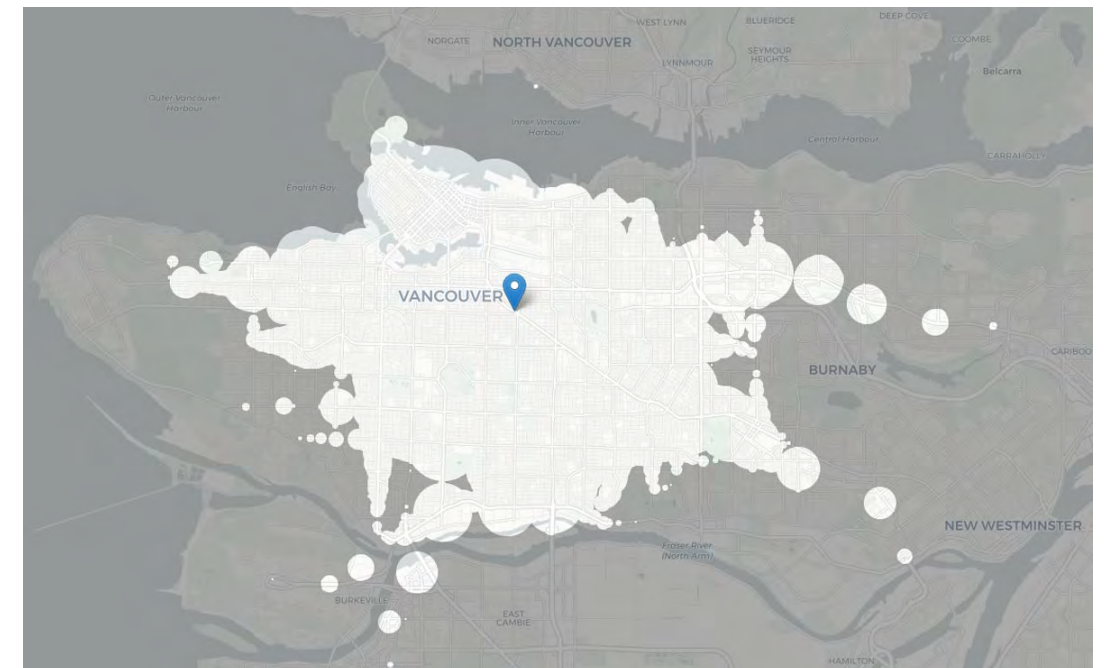 DEEP COVE
WEST LYNN
BLUERIDGE
NORGATE
NORTH VANCOUVER
COOMBE
SEYMOUR
HEIGHTS
LYNNMOUR
Belcarra
Outer Vancouver
Harbour
Inner Vancouver
Harbour
Central Harbour
CARRAHOLLY
English Bay
VANCOUVER
CARIBOO
BURNABY
NEW WESTMINSTER
Fraser River
(North Arm)
BURKEVILLE
EAST
CAMBIE
HAMILTON